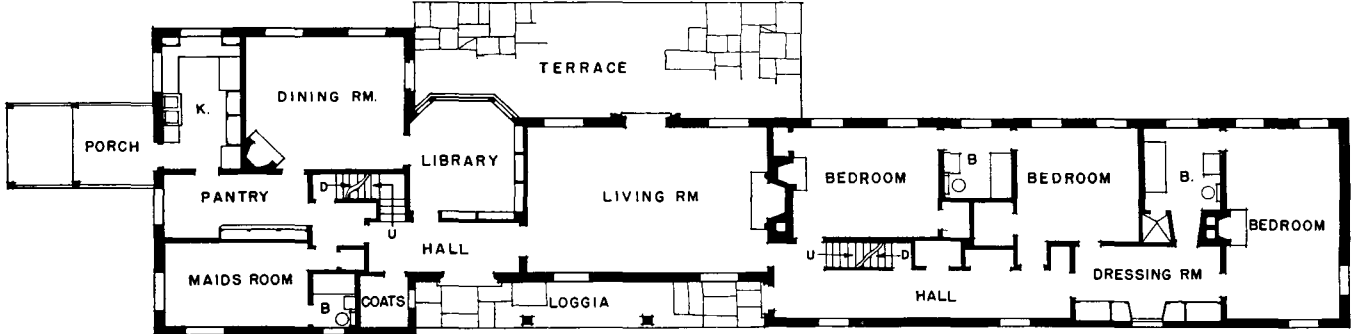 TERRACE
DINING RM.
K.
PORCH
LIBRARY
B
BEDROOM
BEDROOM
B.
D
PANTRY
LIVING RM
BEDROOM
U
HALL
U
D
MAIDS ROOM
DRESSING RM
B
COATS
LOGGIA
HALL